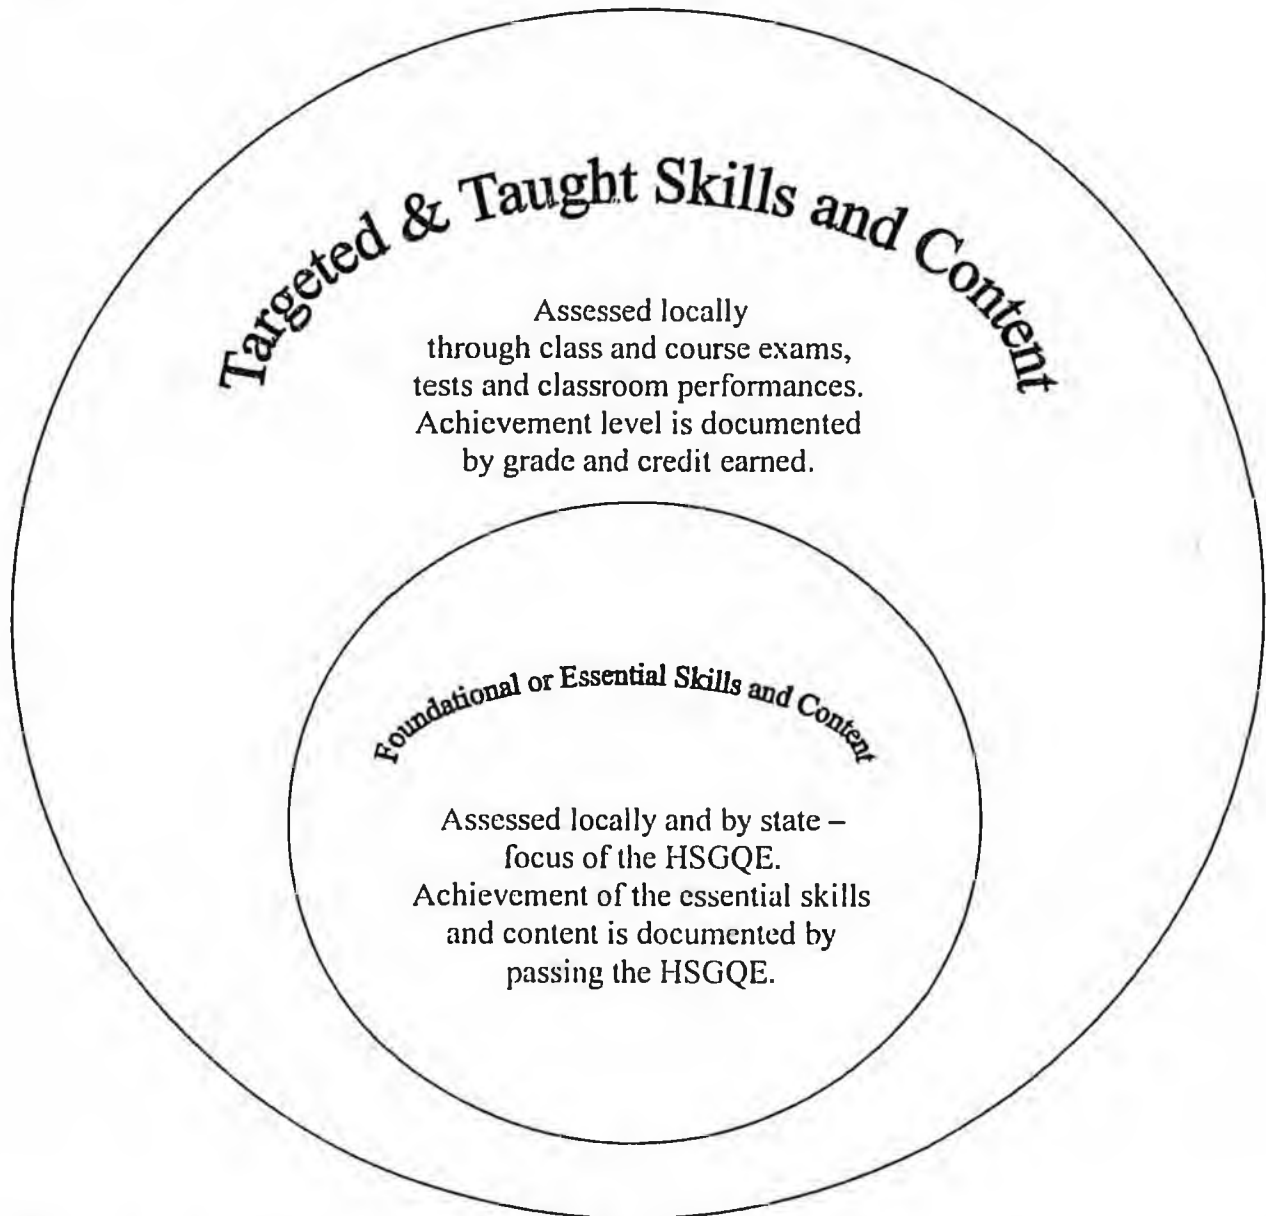 Targeted & Taught Skills and Content
Assessed locally
through class and course exams,
tests and classroom performances.
Achievement level is documented
by grade and credit earned.
Foundational or Essential Skills and Content
Assessed locally and by state –
focus of the HSGQE.
Achievement of the essential skills
and content is documented by
passing the HSGQE.